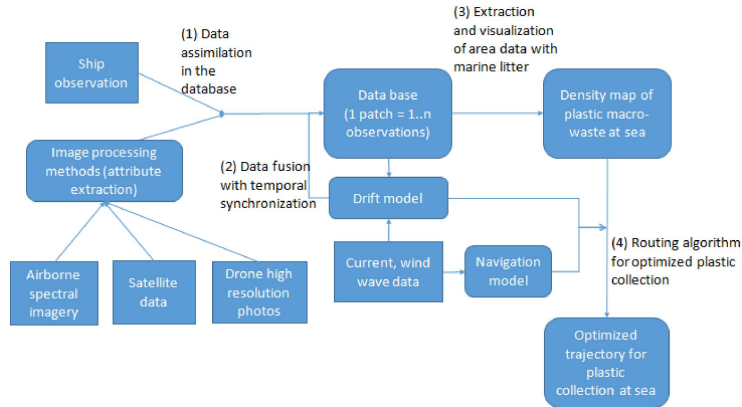 (1) Data
assimilation
in the
database
(3) Extraction
and visualization
of area data with
marine litter
Ship
observation
Data base
(1 patch = 1..n
observations)
Density map of
plastic macro-
waste at sea
Image processing
methods (attribute
extraction)
(2) Data fusion
with temporal
synchronization
Drift model
(4) Routing algorithm
for optimized plastic
collection
Airborne
spectral
imagery
Satellite
data
Drone high
resolution
photos
Current, wind
wave data
Navigation
model
Optimized
trajectory for
plastic
collection at sea